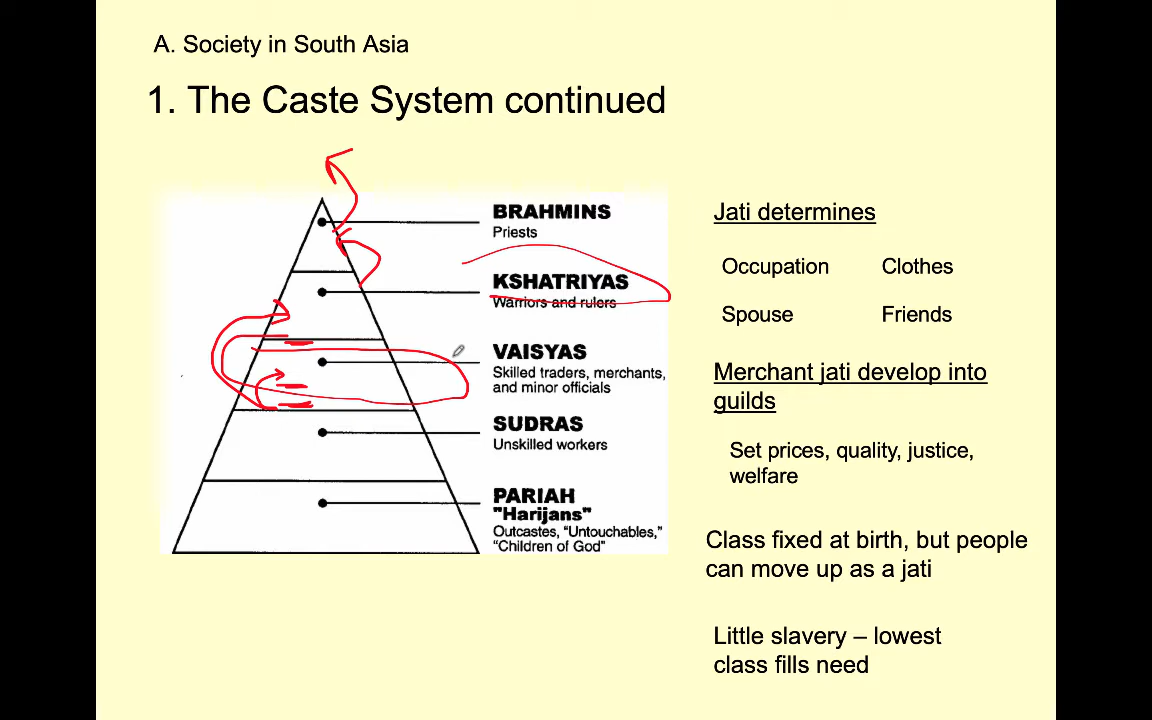 A. Society in South Asia
1. The Caste System continued
BRAHMINS
Priests
KSHATRIYAS
Warriors and rulers
VAISYAS
Skilled traders, merchants,
and minor officials
SUDRAS
Unskilled workers
PARIAH
"Harijans"
Outcastes, "Untouchables,"
"Children of God"
Jati determines
Occupation Clothes
Spouse Friends
Merchant jati develop into
guilds
Set prices, quality, justice,
welfare
Class fixed at birth, but people
can move up as a jati
Little slavery – lowest
class fills need